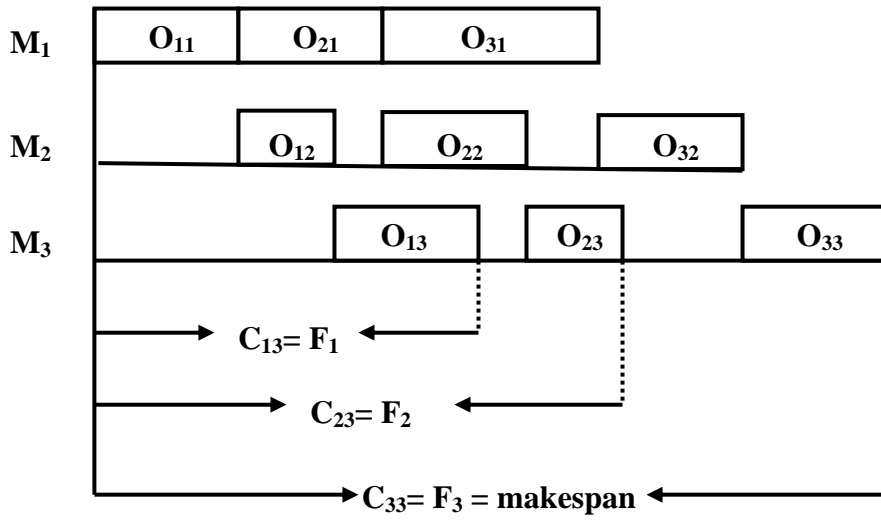 M₁ O₁₁ O₂₁ O₃₁
M₂ O₁₂ O₂₂ O₃₂
M₃ O₁₃ O₂₃ O₃₃
C₁₃= F₁
C₂₃= F₂
C₃₃= F₃ = makespan